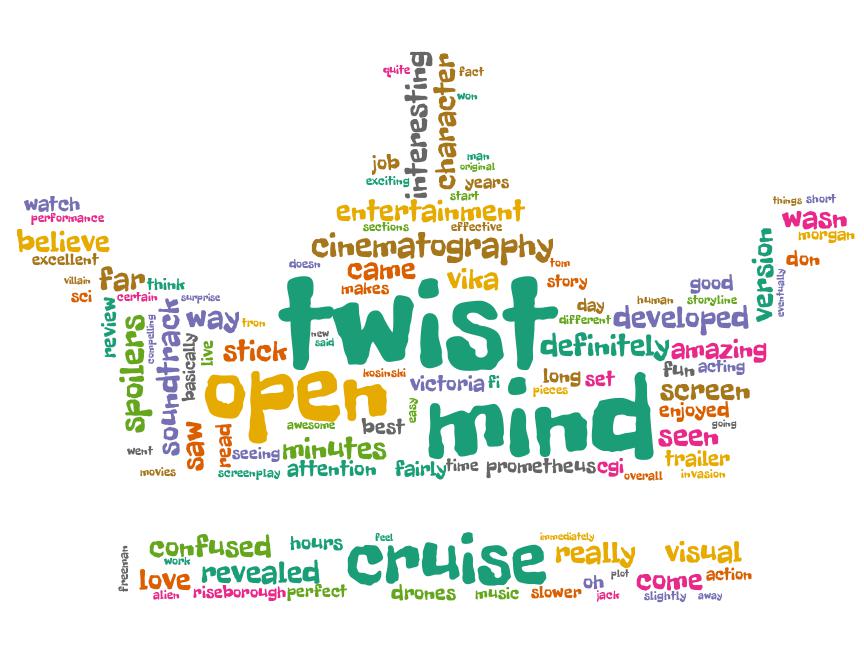 quite
interesting
character
fact
won
job
man
original
exciting
years
start
watch
performance
entertainment
things short
wasn
morgan
sections
effective
believe
excellent
cinematography
version
don
doesn
came
tom
makes
vika
story
villain
far
think
good
eventually
sci
certain
surprise
human
storyline
twist
day
different
developed
review
spoilers
compelling
soundtrack
way
tron
new
said
basically
live
stick
definitely
amazing
open
kosinski
victoria
fi
long
set
pieces
fun
acting
screen
mind
easy
enjoyed
awesome
best
going
saw
read
seen
went
seeing
minutes
trailer
movies
screenplay
attention
fairly
time
prometheus
cgi
overall
invasion
freeman
confused
work
hours
feel
cruise
immediately
really
visual
love
revealed
oh
plot
come
action
alien
riseborough
perfect
drones
music
slower
jack
slightly
away